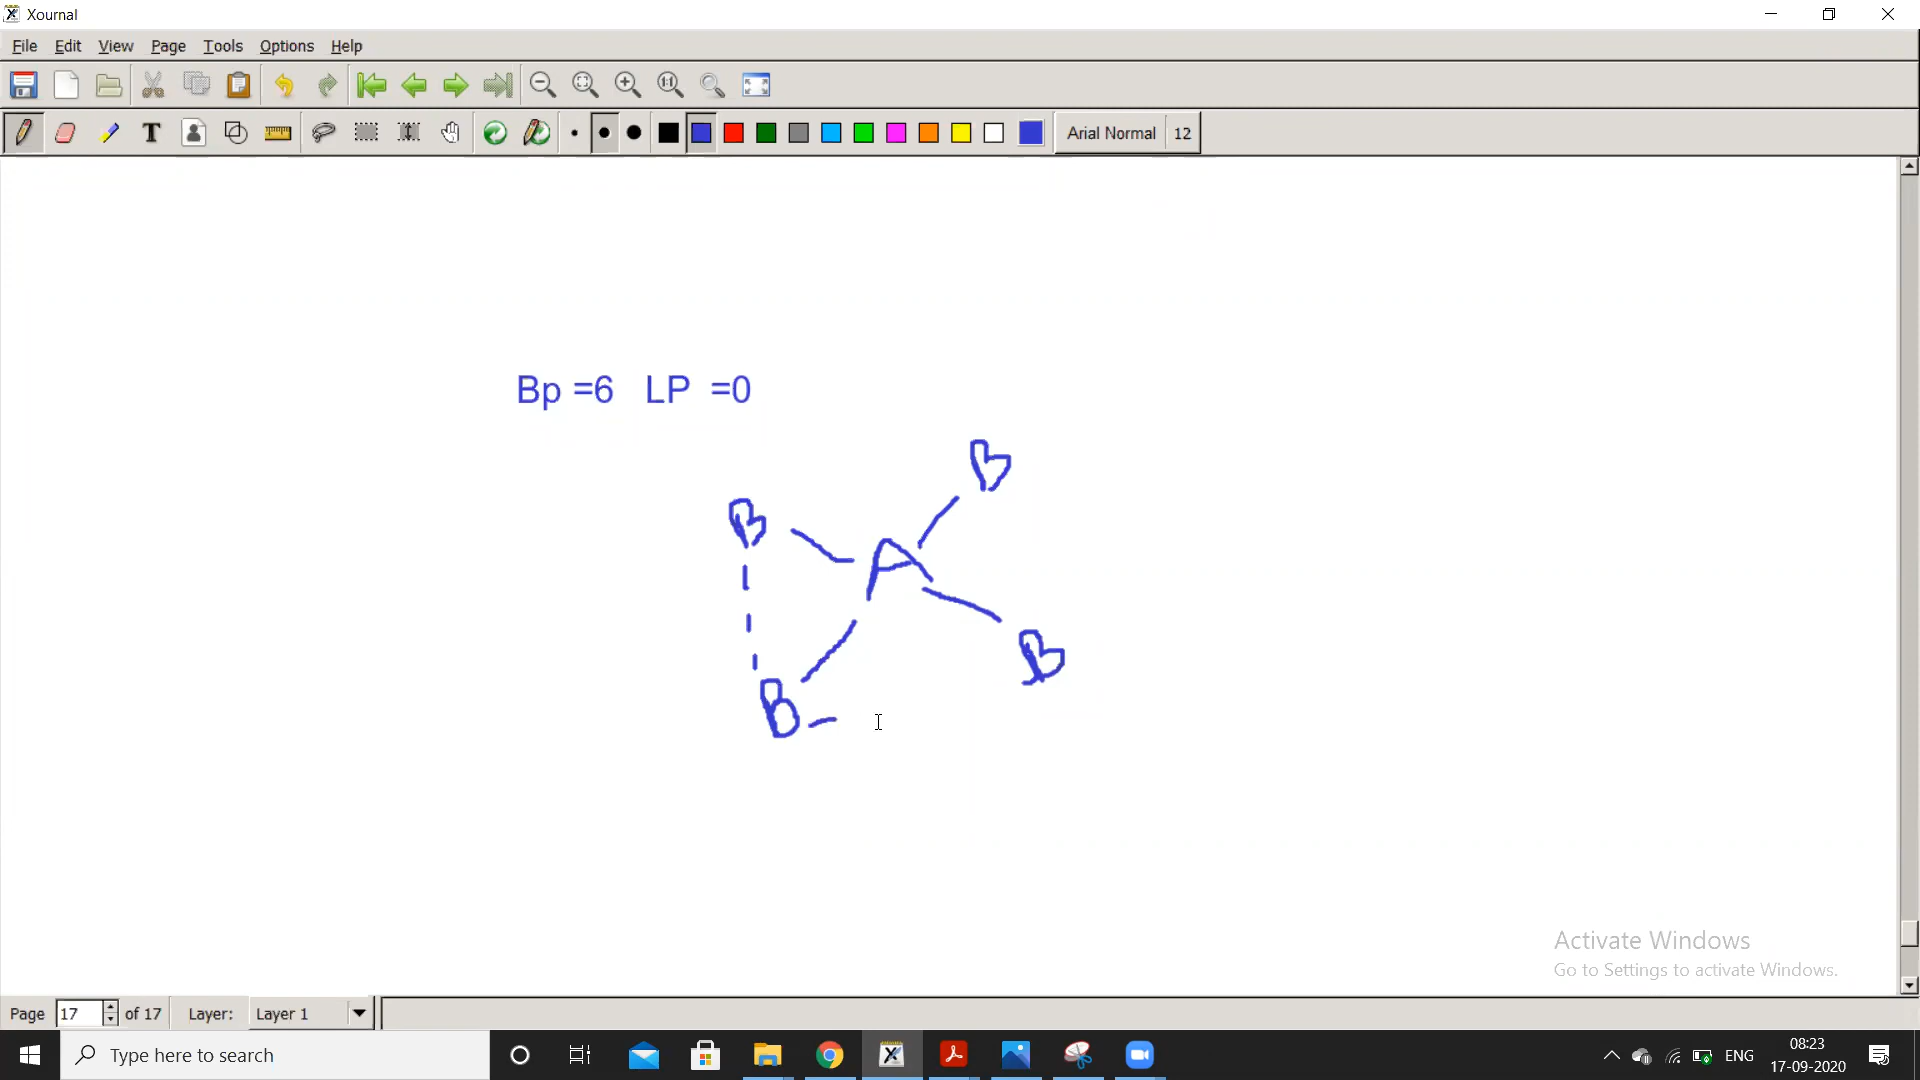 Xournal
File Edit View Page Tools Options Help
T 1:1 Arial Normal 12
Bp =6 LP =0
B
B
A
B
B
Activate Windows
Go to Settings to activate Windows.
Page 17 of 17 Layer: Layer 1
Type here to search
ENG
08:23
17-09-2020